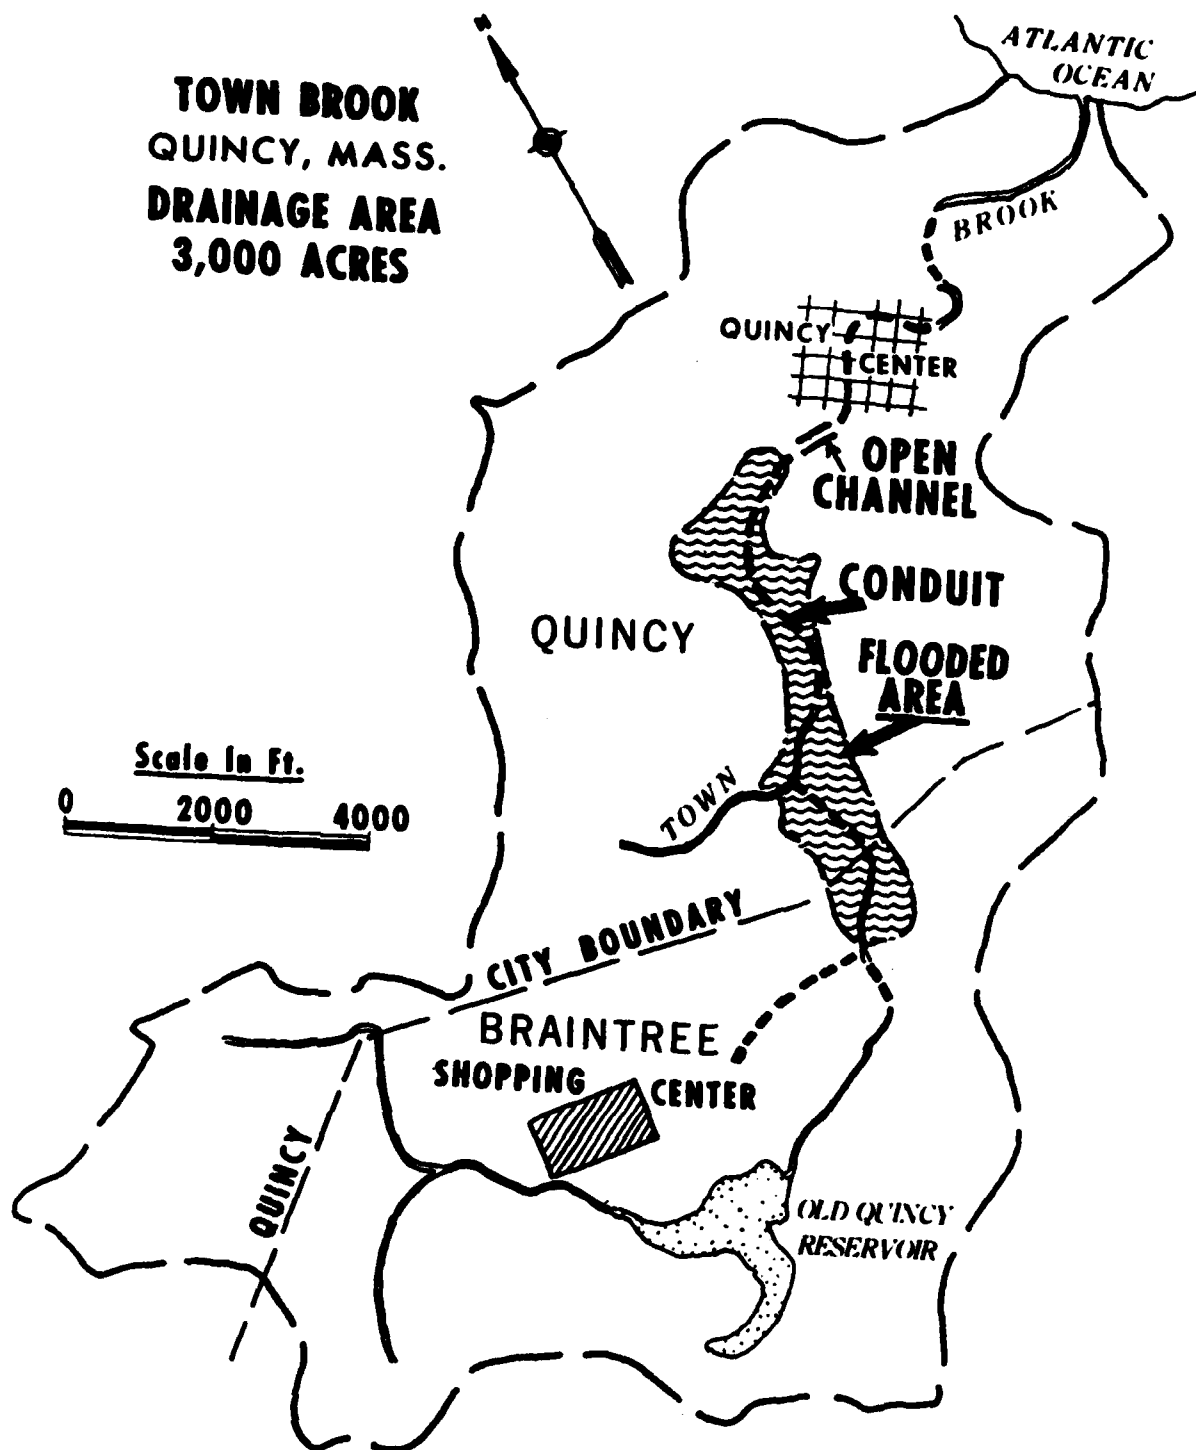 N
ATLANTIC
OCEAN
TOWN BROOK
QUINCY, MASS.
DRAINAGE AREA
3,000 ACRES
BROOK
QUINCY
CENTER
OPEN
CHANNEL
CONDUIT
QUINCY
FLOODED
AREA
Scale In Ft.
0 2000 4000
TOWN
CITY BOUNDARY
BRAINTREE
SHOPPING CENTER
QUINCY
OLD QUINCY
RESERVOIR